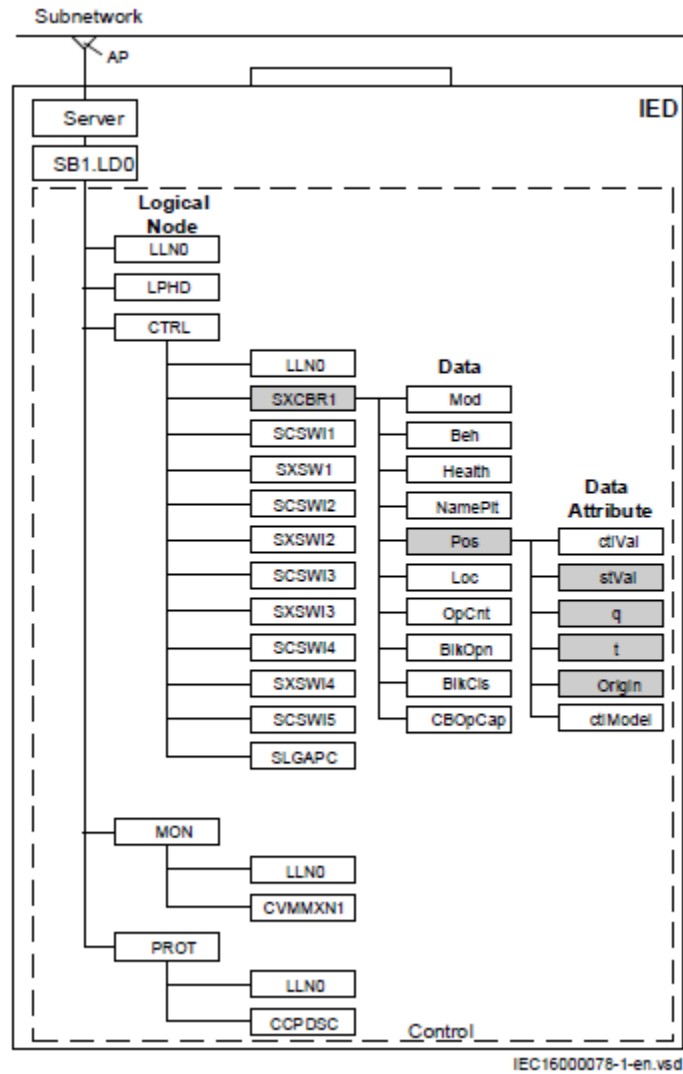 Subnetwork
AP
IED
Server
SB1.LD0
Logical
Node
LLN0
LPHD
CTRL
LLN0
Data
SXCBR1
Mod
SCSWI1
Beh
SXSW1
Health
Data
Attribute
SCSWI2
NamePlt
SXSWI2
Pos
ctlVal
SCSWI3
Loc
stVal
SXSWI3
OpCnt
q
SCSWI4
BlkOpn
t
SXSWI4
BlkCls
Origin
SCSWI5
CBOpCap
ctlModel
SLGAPC
MON
LLN0
CVMMXN1
PROT
LLN0
CCPDSC
Control
IEC16000078-1-en.vsd